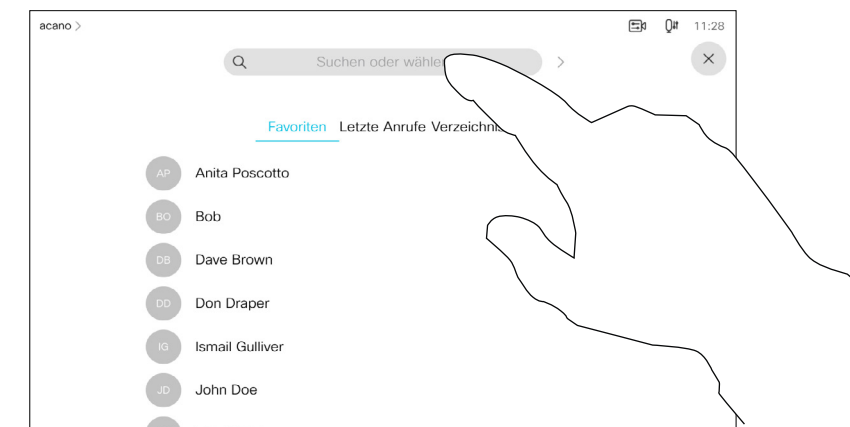 acano > 11:28
Suchen oder wähle >
Favoriten Letzte Anrufe Verzeichni
AP Anita Poscotto
BO Bob
DB Dave Brown
DD Don Draper
IG Ismail Gulliver
JD John Doe